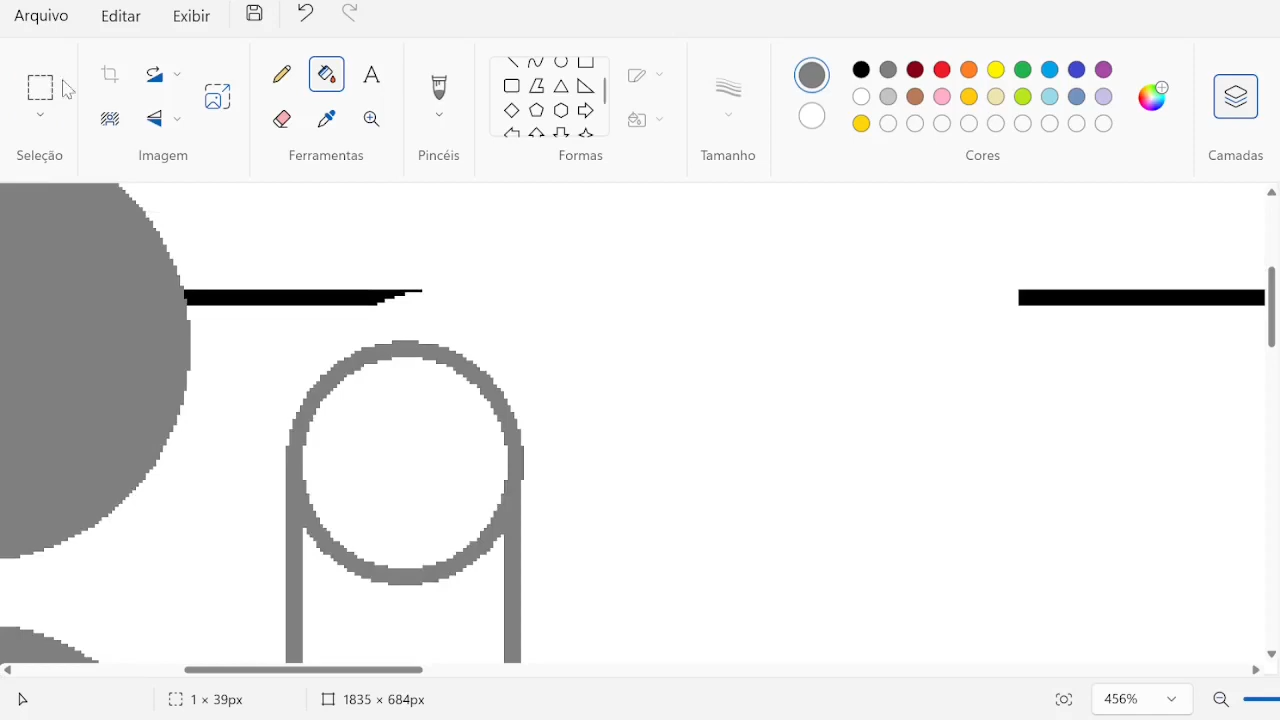 Arquivo Editar Exibir
A
Seleção Imagem Ferramentas Pincéis Formas Tamanho Cores Camadas
1 × 39px 1835 × 684px 456%